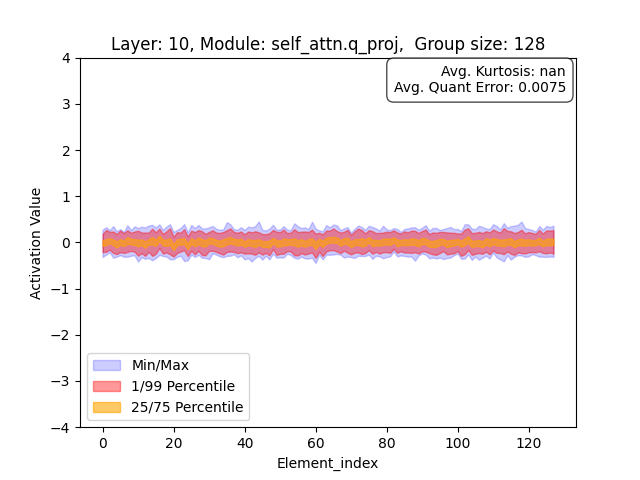 Layer: 10, Module: self_attn.q_proj,  Group size: 128
Avg. Kurtosis: nan
Avg. Quant Error: 0.0075
4
3
2
1
0
−1
−2
−3
−4
Activation Value
Min/Max
1/99 Percentile
25/75 Percentile
0
20
40
60
80
100
120
Element_index